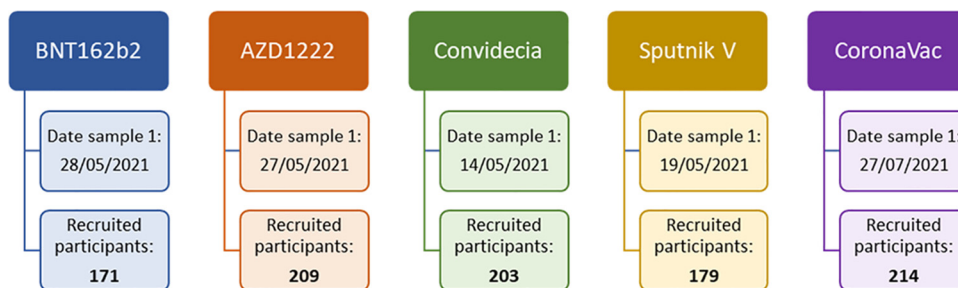 BNT162b2
Date sample 1:
28/05/2021
Recruited
participants:
171
AZD1222
Date sample 1:
27/05/2021
Recruited
participants:
209
Convidecia
Date sample 1:
14/05/2021
Recruited
participants:
203
Sputnik V
Date sample 1:
19/05/2021
Recruited
participants:
179
CoronaVac
Date sample 1:
27/07/2021
Recruited
participants:
214